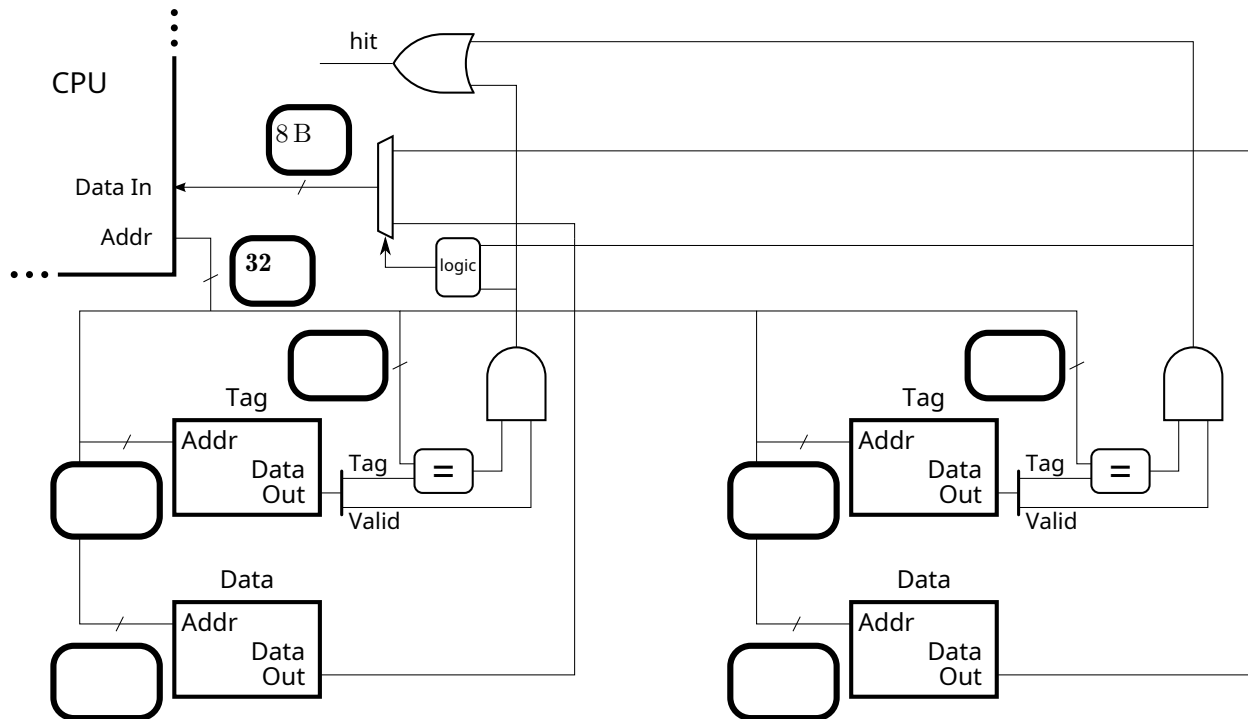 hit
CPU
8 B
Data In
Addr
32
logic
Tag
Addr
Data
Out
Tag
=
Valid
Data
Addr
Data
Out
Tag
Addr
Data
Out
Tag
=
Valid
Data
Addr
Data
Out